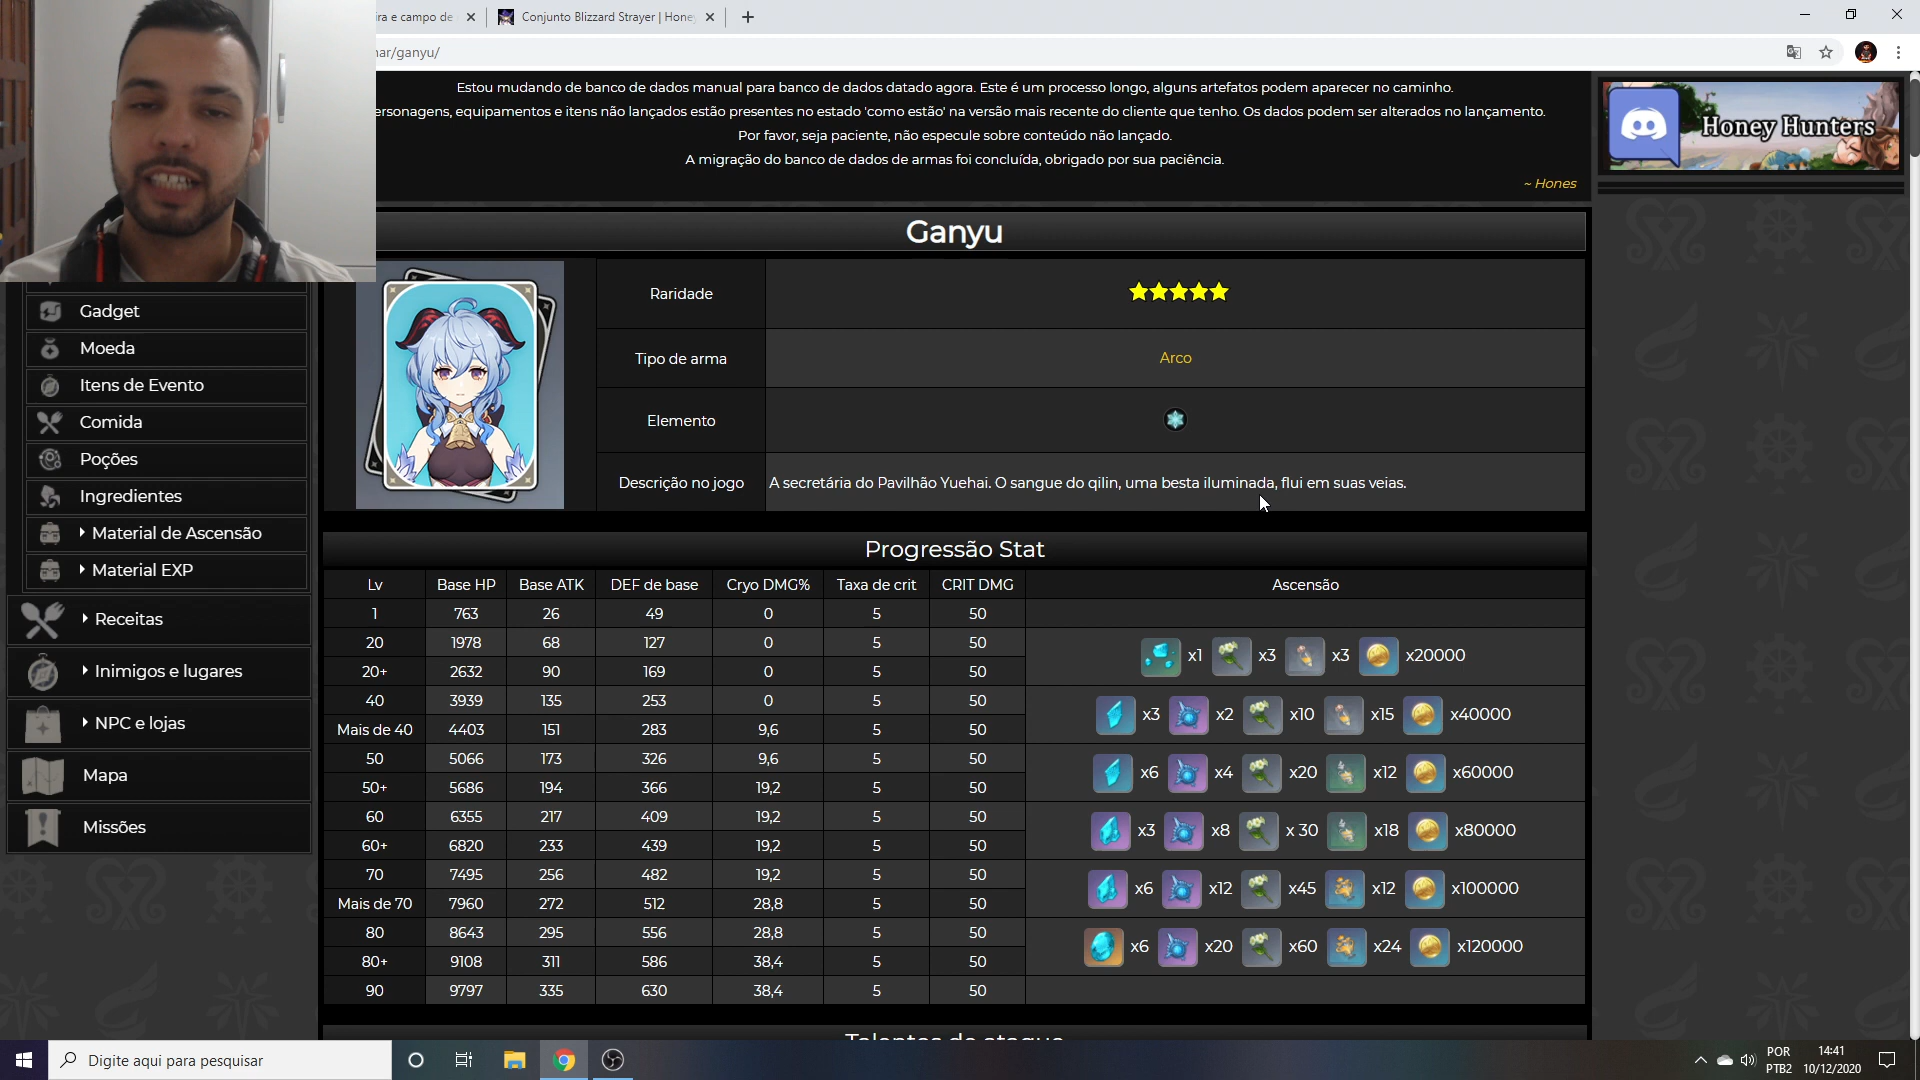 ira e campo de
Conjunto Blizzard Strayer | Hone
nar/ganyu/
Estou mudando de banco de dados manual para banco de dados datado agora. Este é um processo longo, alguns artefatos podem aparecer no caminho.
ersonagens, equipamentos e itens não lançados estão presentes no estado 'como estão' na versão mais recente do cliente que tenho. Os dados podem ser alterados no lançamento.
Por favor, seja paciente, não especule sobre conteúdo não lançado.
A migração do banco de dados de armas foi concluída, obrigado por sua paciência.
~ Hones
Honey Hunters
Ganyu
Raridade
Tipo de arma Arco
Elemento
Descrição no jogo A secretária do Pavilhão Yuehai. O sangue do qilin, uma besta iluminada, flui em suas veias.
Gadget
Moeda
Itens de Evento
Comida
Poções
Ingredientes
Material de Ascensão
Material EXP
Receitas
Inimigos e lugares
NPC e lojas
Mapa
Missões
Progressão Stat
Lv Base HP Base ATK DEF de base Cryo DMG% Taxa de crit CRIT DMG Ascensão
1 763 26 49 0 5 50
20 1978 68 127 0 5 50
x1 x3 x3 x20000
20+ 2632 90 169 0 5 50
40 3939 135 253 0 5 50
x3 x2 x10 x15 x40000
Mais de 40 4403 151 283 9,6 5 50
50 5066 173 326 9,6 5 50
x6 x4 x20 x12 x60000
50+ 5686 194 366 19,2 5 50
60 6355 217 409 19,2 5 50
x3 x8 x 30 x18 x80000
60+ 6820 233 439 19,2 5 50
70 7495 256 482 19,2 5 50
x6 x12 x45 x12 x100000
Mais de 70 7960 272 512 28,8 5 50
80 8643 295 556 28,8 5 50
x6 x20 x60 x24 x120000
80+ 9108 311 586 38,4 5 50
90 9797 335 630 38,4 5 50
Talentos de ataque
Digite aqui para pesquisar
POR
PTB2
14:41
10/12/2020